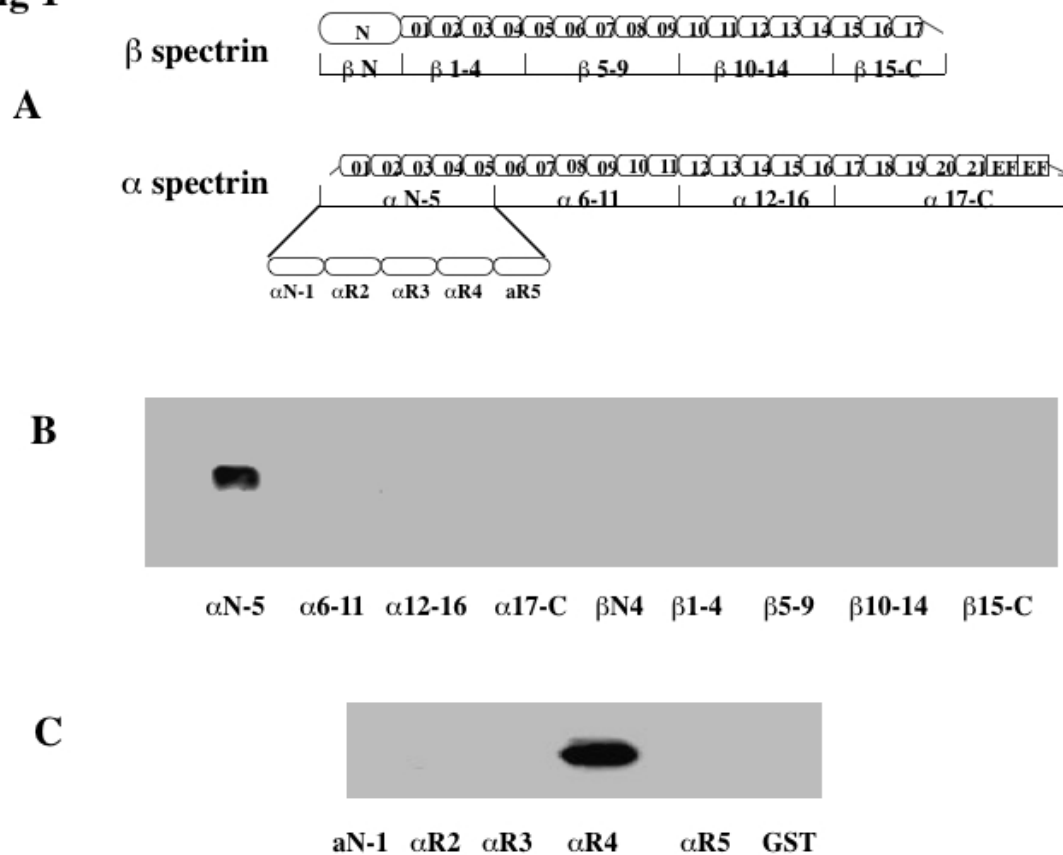 β spectrin
N 01 02 03 04 05 06 07 08 09 10 11 12 13 14 15 16 17
β N β 1-4 β 5-9 β 10-14 β 15-C
A
α spectrin
01 02 03 04 05 06 07 08 09 10 11 12 13 14 15 16 17 18 19 20 21 EF EF
α N-5 α 6-11 α 12-16 α 17-C
αN-1 αR2 αR3 αR4 aR5
B
αN-5 α6-11 α12-16 α17-C βN4 β1-4 β5-9 β10-14 β15-C
C
aN-1 αR2 αR3 αR4 αR5 GST